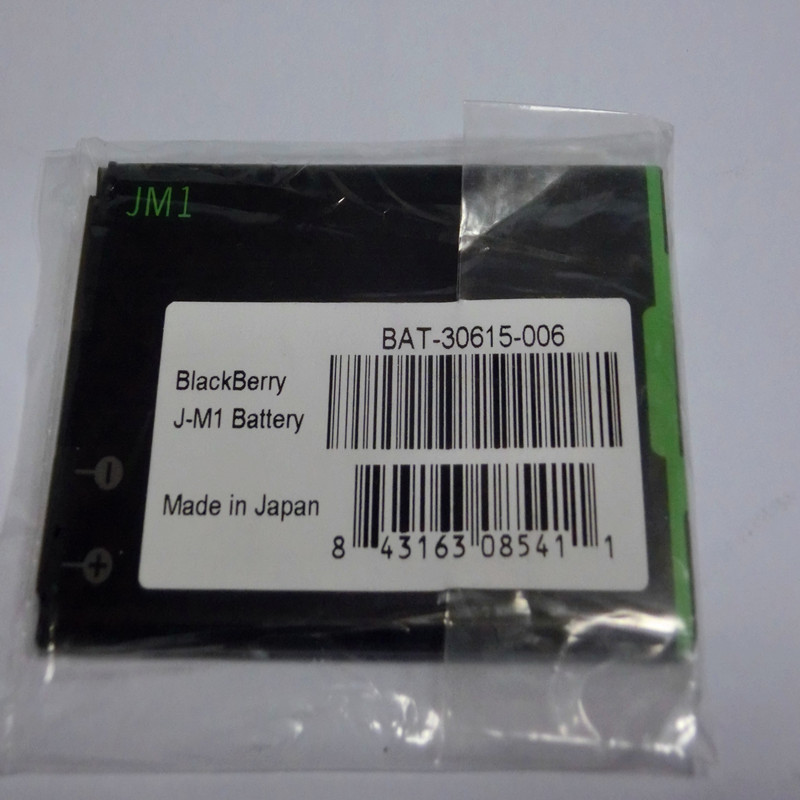 JM1
BAT-30615-006
BlackBerry
J-M1 Battery
Made in Japan
8 43163 08541 1